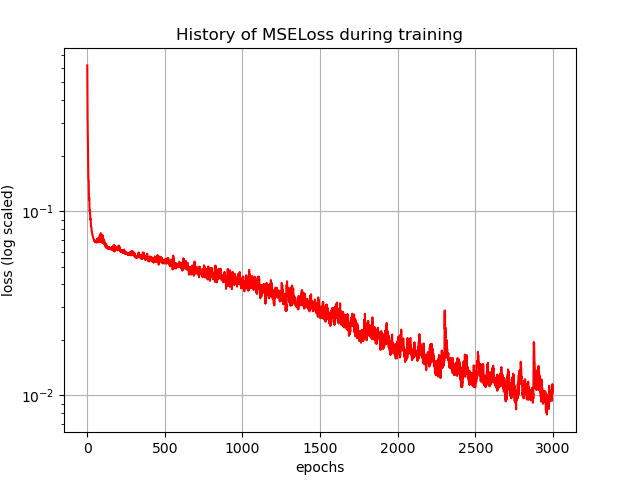 History of MSELoss during training
loss (log scaled)
10⁻¹
10⁻²
0 500 1000 1500 2000 2500 3000
epochs